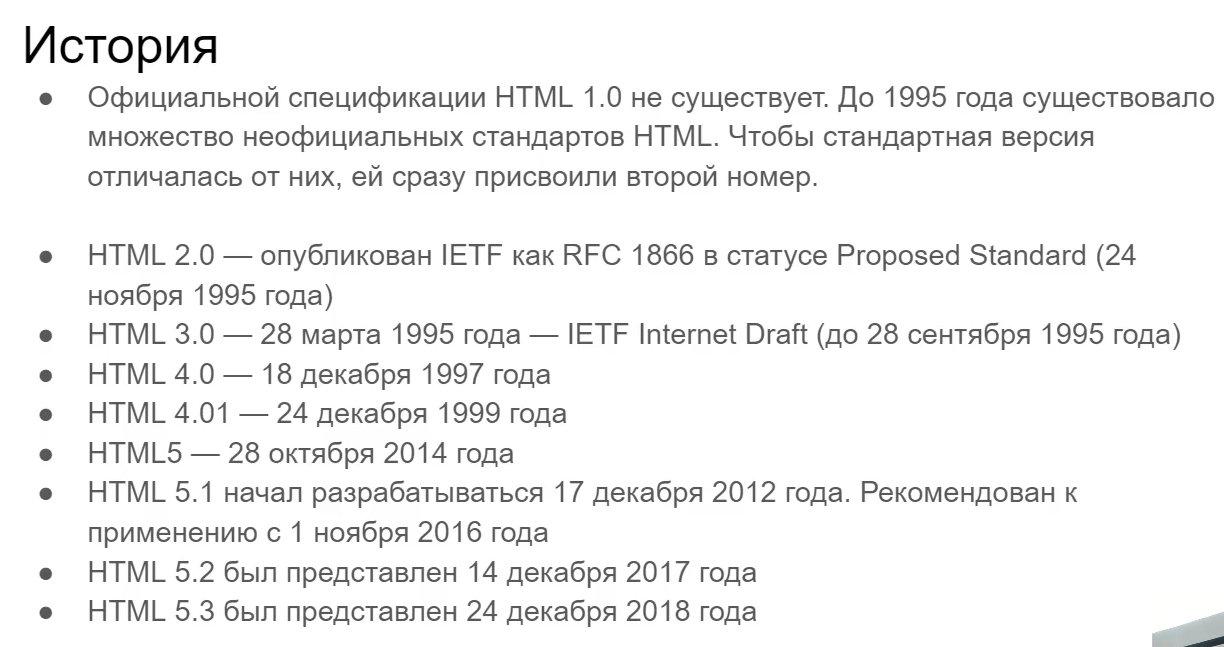 История
● Официальной спецификации HTML 1.0 не существует. До 1995 года существовало
множество неофициальных стандартов HTML. Чтобы стандартная версия
отличалась от них, ей сразу присвоили второй номер.
● HTML 2.0 — опубликован IETF как RFC 1866 в статусе Proposed Standard (24
ноября 1995 года)
● HTML 3.0 — 28 марта 1995 года — IETF Internet Draft (до 28 сентября 1995 года)
● HTML 4.0 — 18 декабря 1997 года
● HTML 4.01 — 24 декабря 1999 года
● HTML5 — 28 октября 2014 года
● HTML 5.1 начал разрабатываться 17 декабря 2012 года. Рекомендован к
применению с 1 ноября 2016 года
● HTML 5.2 был представлен 14 декабря 2017 года
● HTML 5.3 был представлен 24 декабря 2018 года